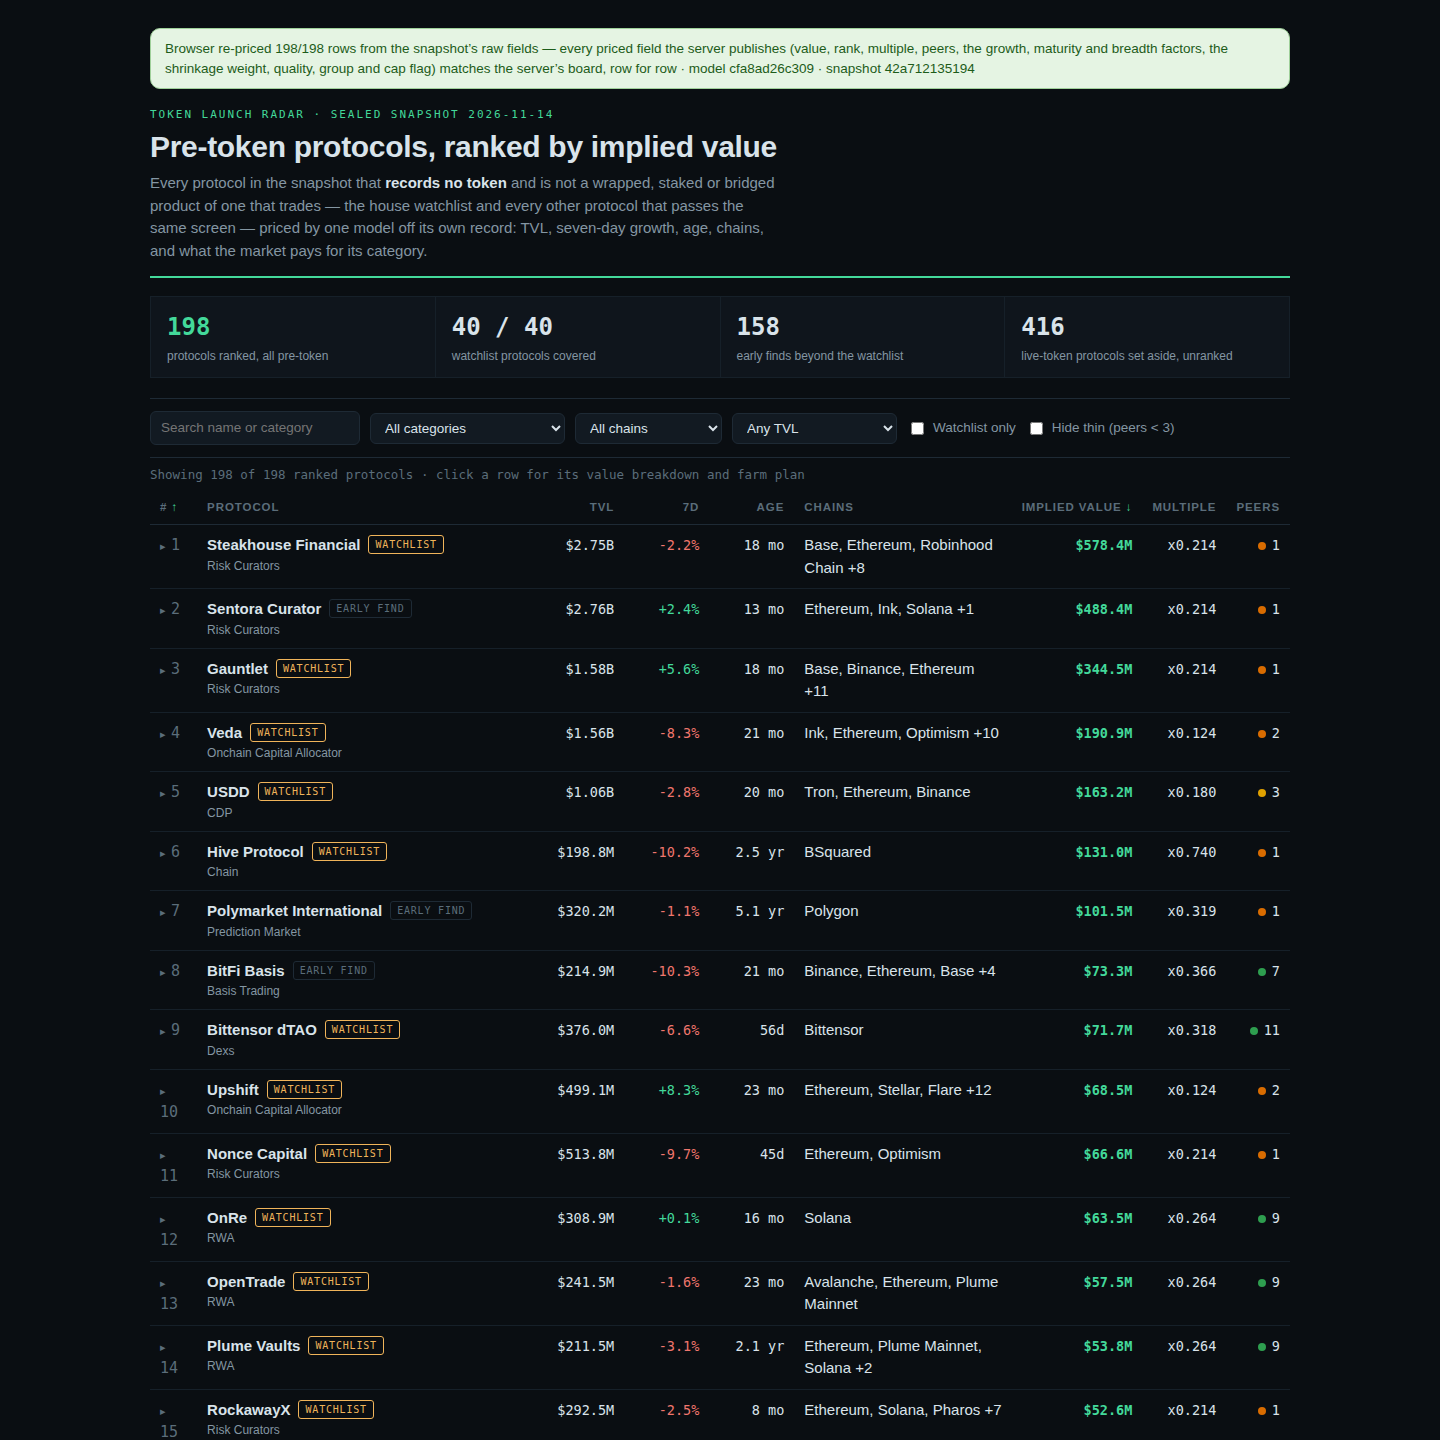 Browser re-priced 198/198 rows from the snapshot's raw fields — every priced field the server publishes (value, rank, multiple, peers, the growth, maturity and breadth factors, the
shrinkage weight, quality, group and cap flag) matches the server's board, row for row · model cfa8ad26c309 · snapshot 42a712135194
TOKEN LAUNCH RADAR · SEALED SNAPSHOT 2026-11-14
Pre-token protocols, ranked by implied value
Every protocol in the snapshot that records no token and is not a wrapped, staked or bridged
product of one that trades — the house watchlist and every other protocol that passes the
same screen — priced by one model off its own record: TVL, seven-day growth, age, chains,
and what the market pays for its category.
198 40 / 40 158 416
protocols ranked, all pre-token watchlist protocols covered early finds beyond the watchlist live-token protocols set aside, unranked
Search name or category All categories All chains Any TVL Watchlist only Hide thin (peers < 3)
Showing 198 of 198 ranked protocols · click a row for its value breakdown and farm plan
# ↑ PROTOCOL TVL 7D AGE CHAINS IMPLIED VALUE ↓ MULTIPLE PEERS
▸ 1 Steakhouse Financial WATCHLIST $2.75B -2.2% 18 mo Base, Ethereum, Robinhood $578.4M x0.214 1
Risk Curators Chain +8
▸ 2 Sentora Curator EARLY FIND $2.76B +2.4% 13 mo Ethereum, Ink, Solana +1 $488.4M x0.214 1
Risk Curators
▸ 3 Gauntlet WATCHLIST $1.58B +5.6% 18 mo Base, Binance, Ethereum $344.5M x0.214 1
Risk Curators +11
▸ 4 Veda WATCHLIST $1.56B -8.3% 21 mo Ink, Ethereum, Optimism +10 $190.9M x0.124 2
Onchain Capital Allocator
▸ 5 USDD WATCHLIST $1.06B -2.8% 20 mo Tron, Ethereum, Binance $163.2M x0.180 3
CDP
▸ 6 Hive Protocol WATCHLIST $198.8M -10.2% 2.5 yr BSquared $131.0M x0.740 1
Chain
▸ 7 Polymarket International EARLY FIND $320.2M -1.1% 5.1 yr Polygon $101.5M x0.319 1
Prediction Market
▸ 8 BitFi Basis EARLY FIND $214.9M -10.3% 21 mo Binance, Ethereum, Base +4 $73.3M x0.366 7
Basis Trading
▸ 9 Bittensor dTAO WATCHLIST $376.0M -6.6% 56d Bittensor $71.7M x0.318 11
Dexs
▸ Upshift WATCHLIST $499.1M +8.3% 23 mo Ethereum, Stellar, Flare +12 $68.5M x0.124 2
10 Onchain Capital Allocator
▸ Nonce Capital WATCHLIST $513.8M -9.7% 45d Ethereum, Optimism $66.6M x0.214 1
11 Risk Curators
▸ OnRe WATCHLIST $308.9M +0.1% 16 mo Solana $63.5M x0.264 9
12 RWA
▸ OpenTrade WATCHLIST $241.5M -1.6% 23 mo Avalanche, Ethereum, Plume $57.5M x0.264 9
13 RWA Mainnet
▸ Plume Vaults WATCHLIST $211.5M -3.1% 2.1 yr Ethereum, Plume Mainnet, $53.8M x0.264 9
14 RWA Solana +2
▸ RockawayX WATCHLIST $292.5M -2.5% 8 mo Ethereum, Solana, Pharos +7 $52.6M x0.214 1
15 Risk Curators